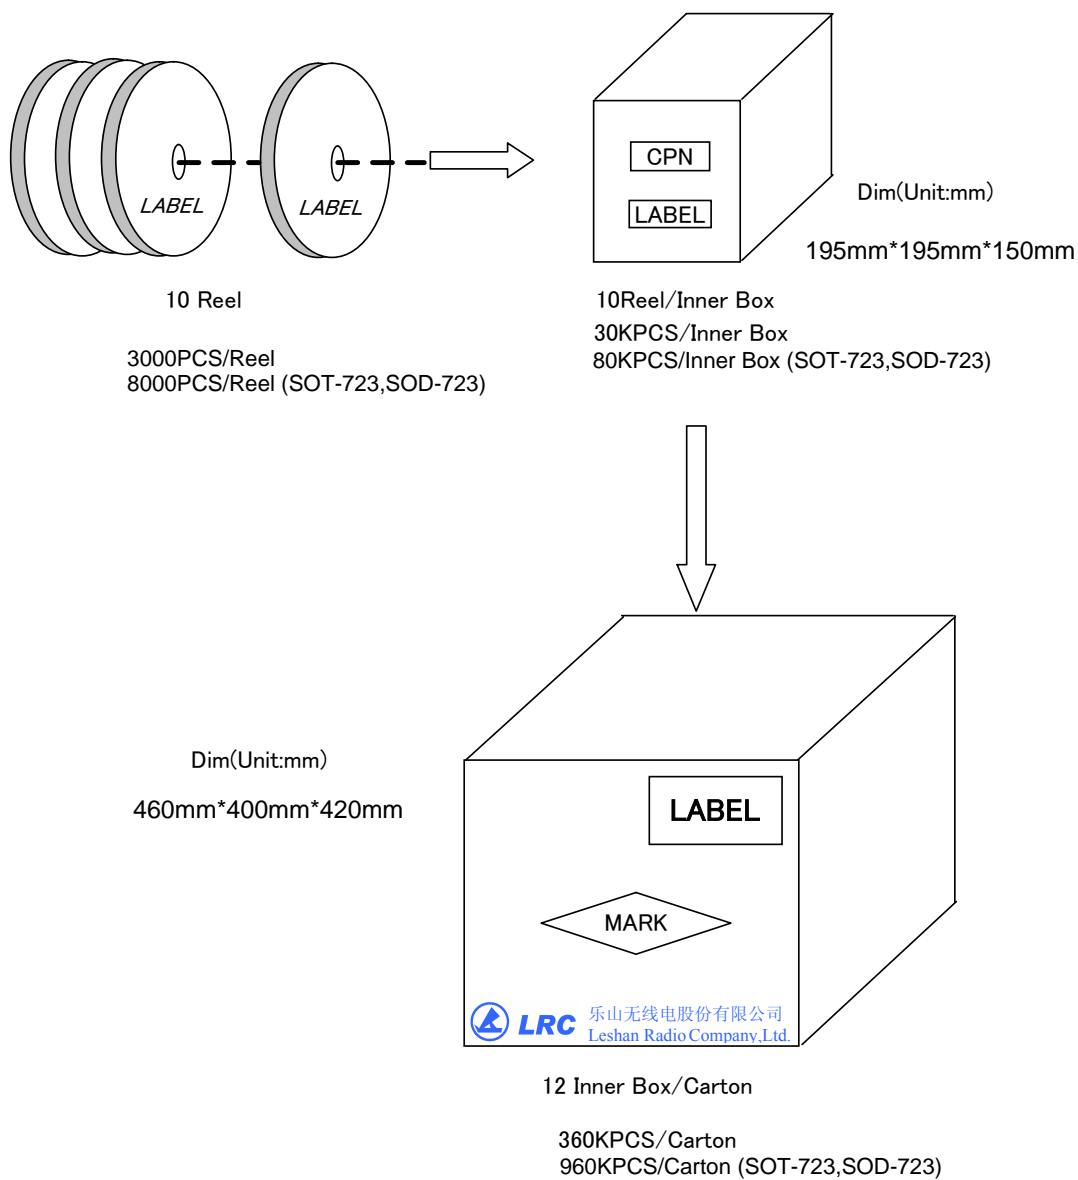 LABEL
LABEL
CPN
LABEL
Dim(Unit:mm)
195mm*195mm*150mm
10 Reel
3000PCS/Reel
8000PCS/Reel (SOT-723,SOD-723)
10Reel/Inner Box
30KPCS/Inner Box
80KPCS/Inner Box (SOT-723,SOD-723)
Dim(Unit:mm)
460mm*400mm*420mm
LABEL
MARK
LRC
乐山无线电股份有限公司
Leshan Radio Company,Ltd.
12 Inner Box/Carton
360KPCS/Carton
960KPCS/Carton (SOT-723,SOD-723)